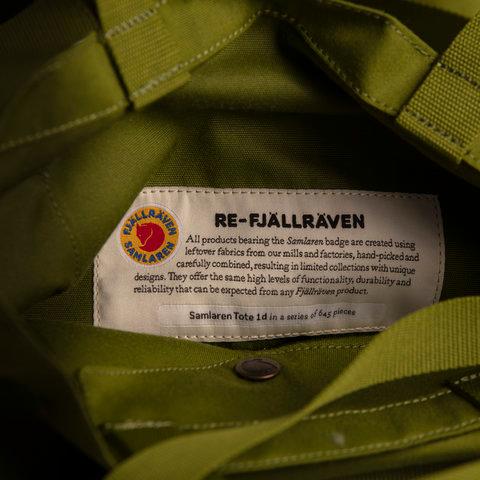 FJÄLLRÄVEN
SAMLAREN
RE-FJÄLLRÄVEN
All products bearing the Samlaren badge are created using
leftover fabrics from our mills and factories, hand-picked and
carefully combined, resulting in limited collections with unique
designs. They offer the same high levels of functionality, durability and
reliability that can be expected from any Fjällräven product.
Samlaren Tote 1d in a series of 645 pieces